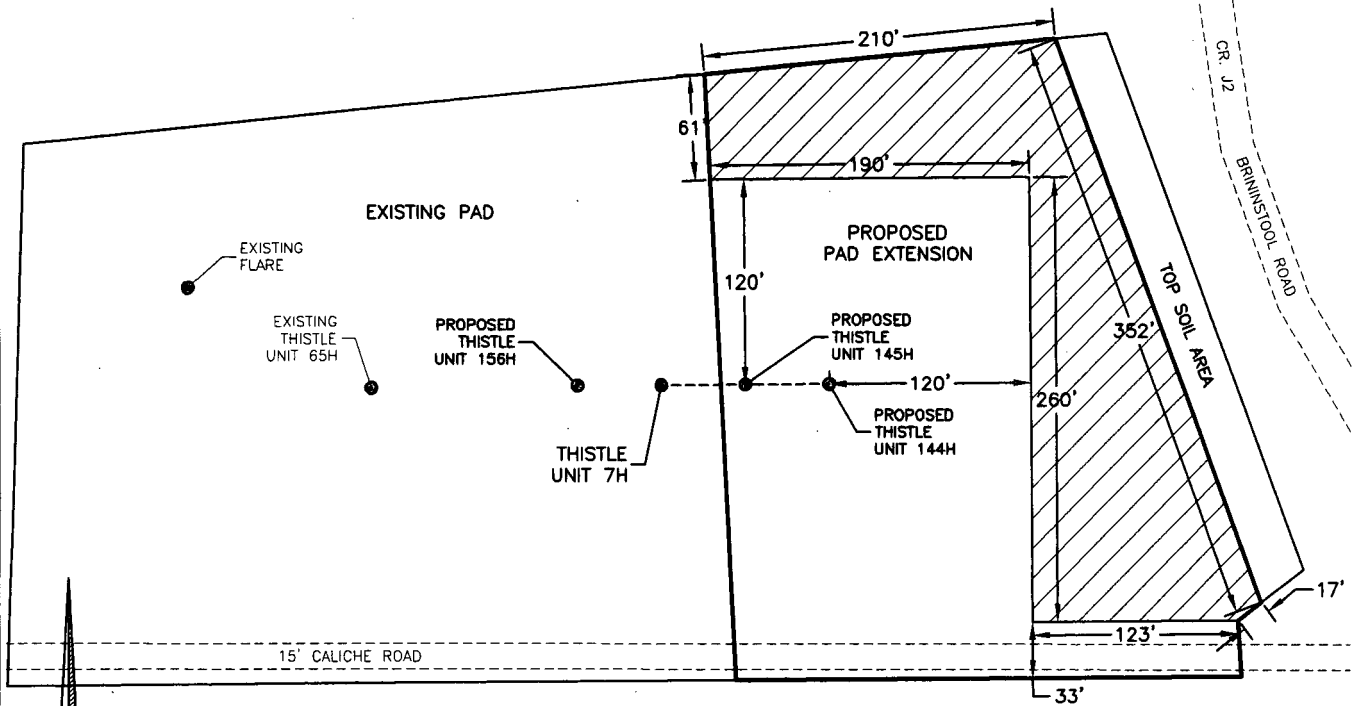 210'
CR. J2
BRININSTOOL ROAD
61'
190'
EXISTING PAD
PROPOSED
PAD EXTENSION
EXISTING
FLARE
120'
TOP SOIL AREA
352'
EXISTING
THISTLE
UNIT 65H
PROPOSED
THISTLE
UNIT 156H
PROPOSED
THISTLE
UNIT 145H
120'
260'
THISTLE
UNIT 7H
PROPOSED
THISTLE
UNIT 144H
17'
123'
15' CALICHE ROAD
33'